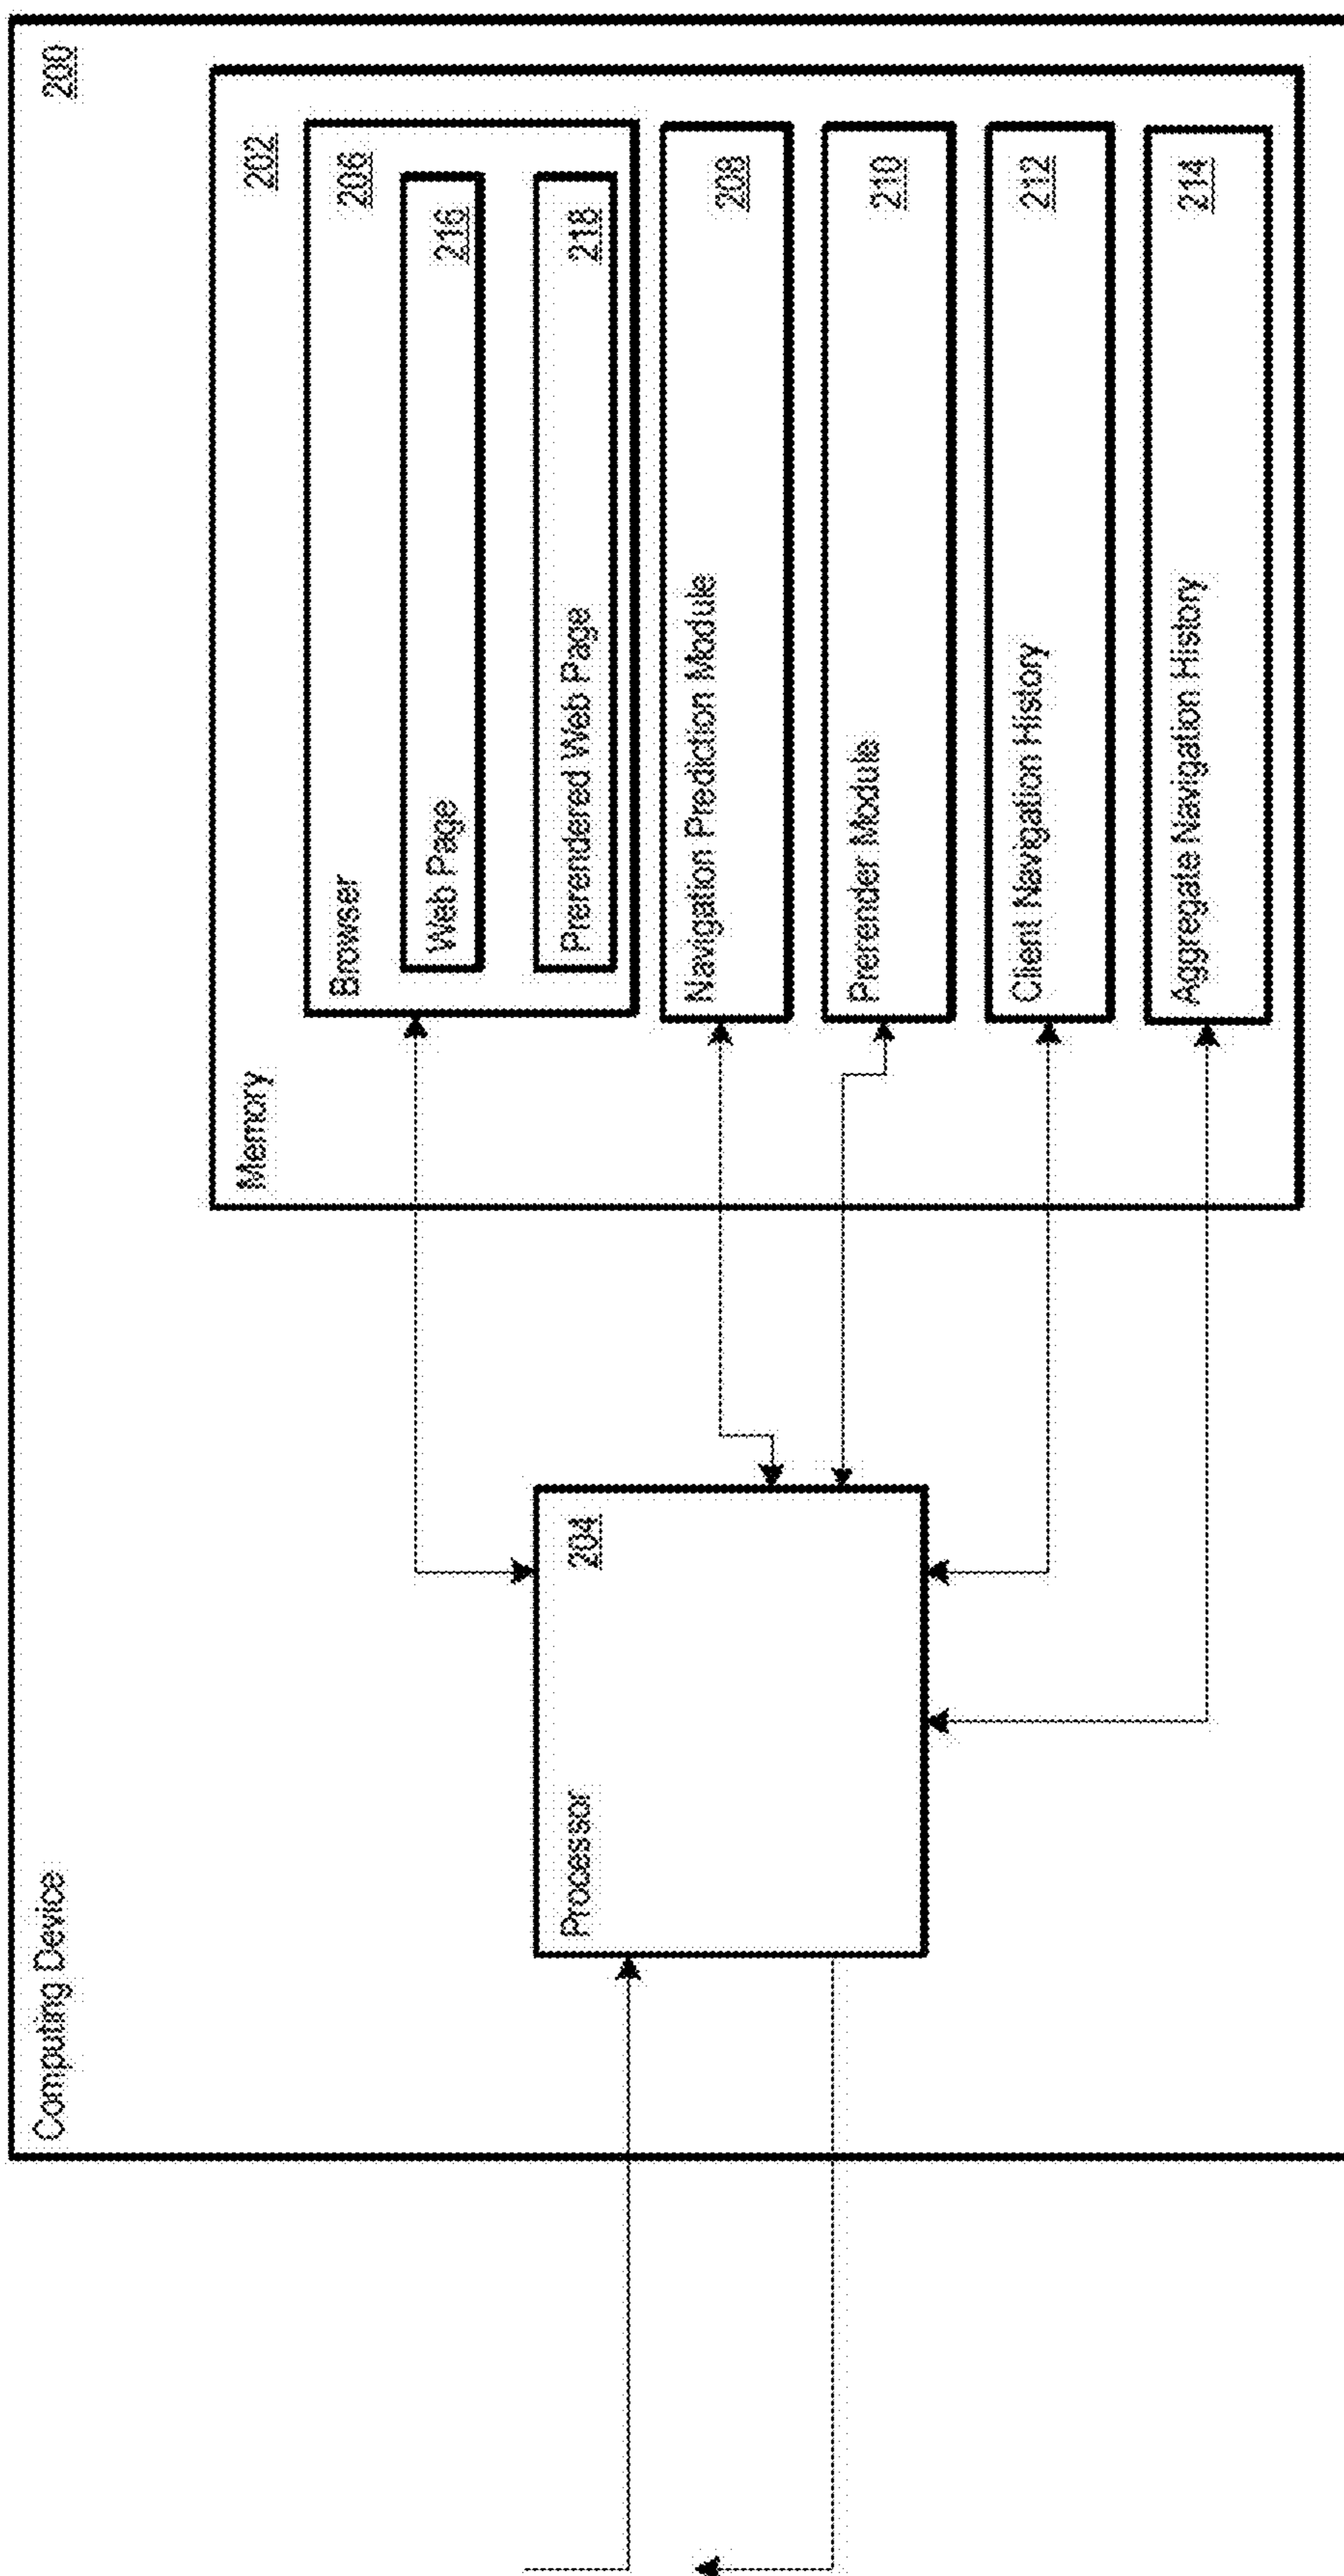 Computing Device 200
Memory 202
Browser 206
Web Page 216
Prerendered Web Page 218
Navigation Prediction Module 208
Processor 204
Prerender Module 210
Client Navigation History 212
Aggregate Navigation History 214